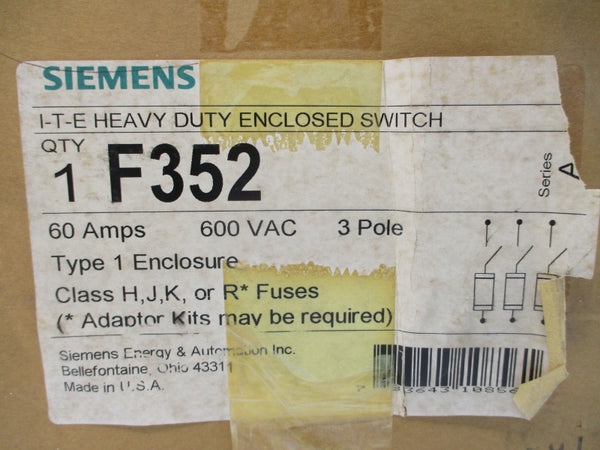 SIEMENS
I-T-E HEAVY DUTY ENCLOSED SWITCH
QTY
1 F352
Series A
60 Amps 600 VAC 3 Pole
Type 1 Enclosure
Class H,J,K, or R* Fuses
(* Adaptor Kits may be required)
Siemens Energy & Automation Inc.
Bellefontaine, Ohio 43311
Made in U.S.A.